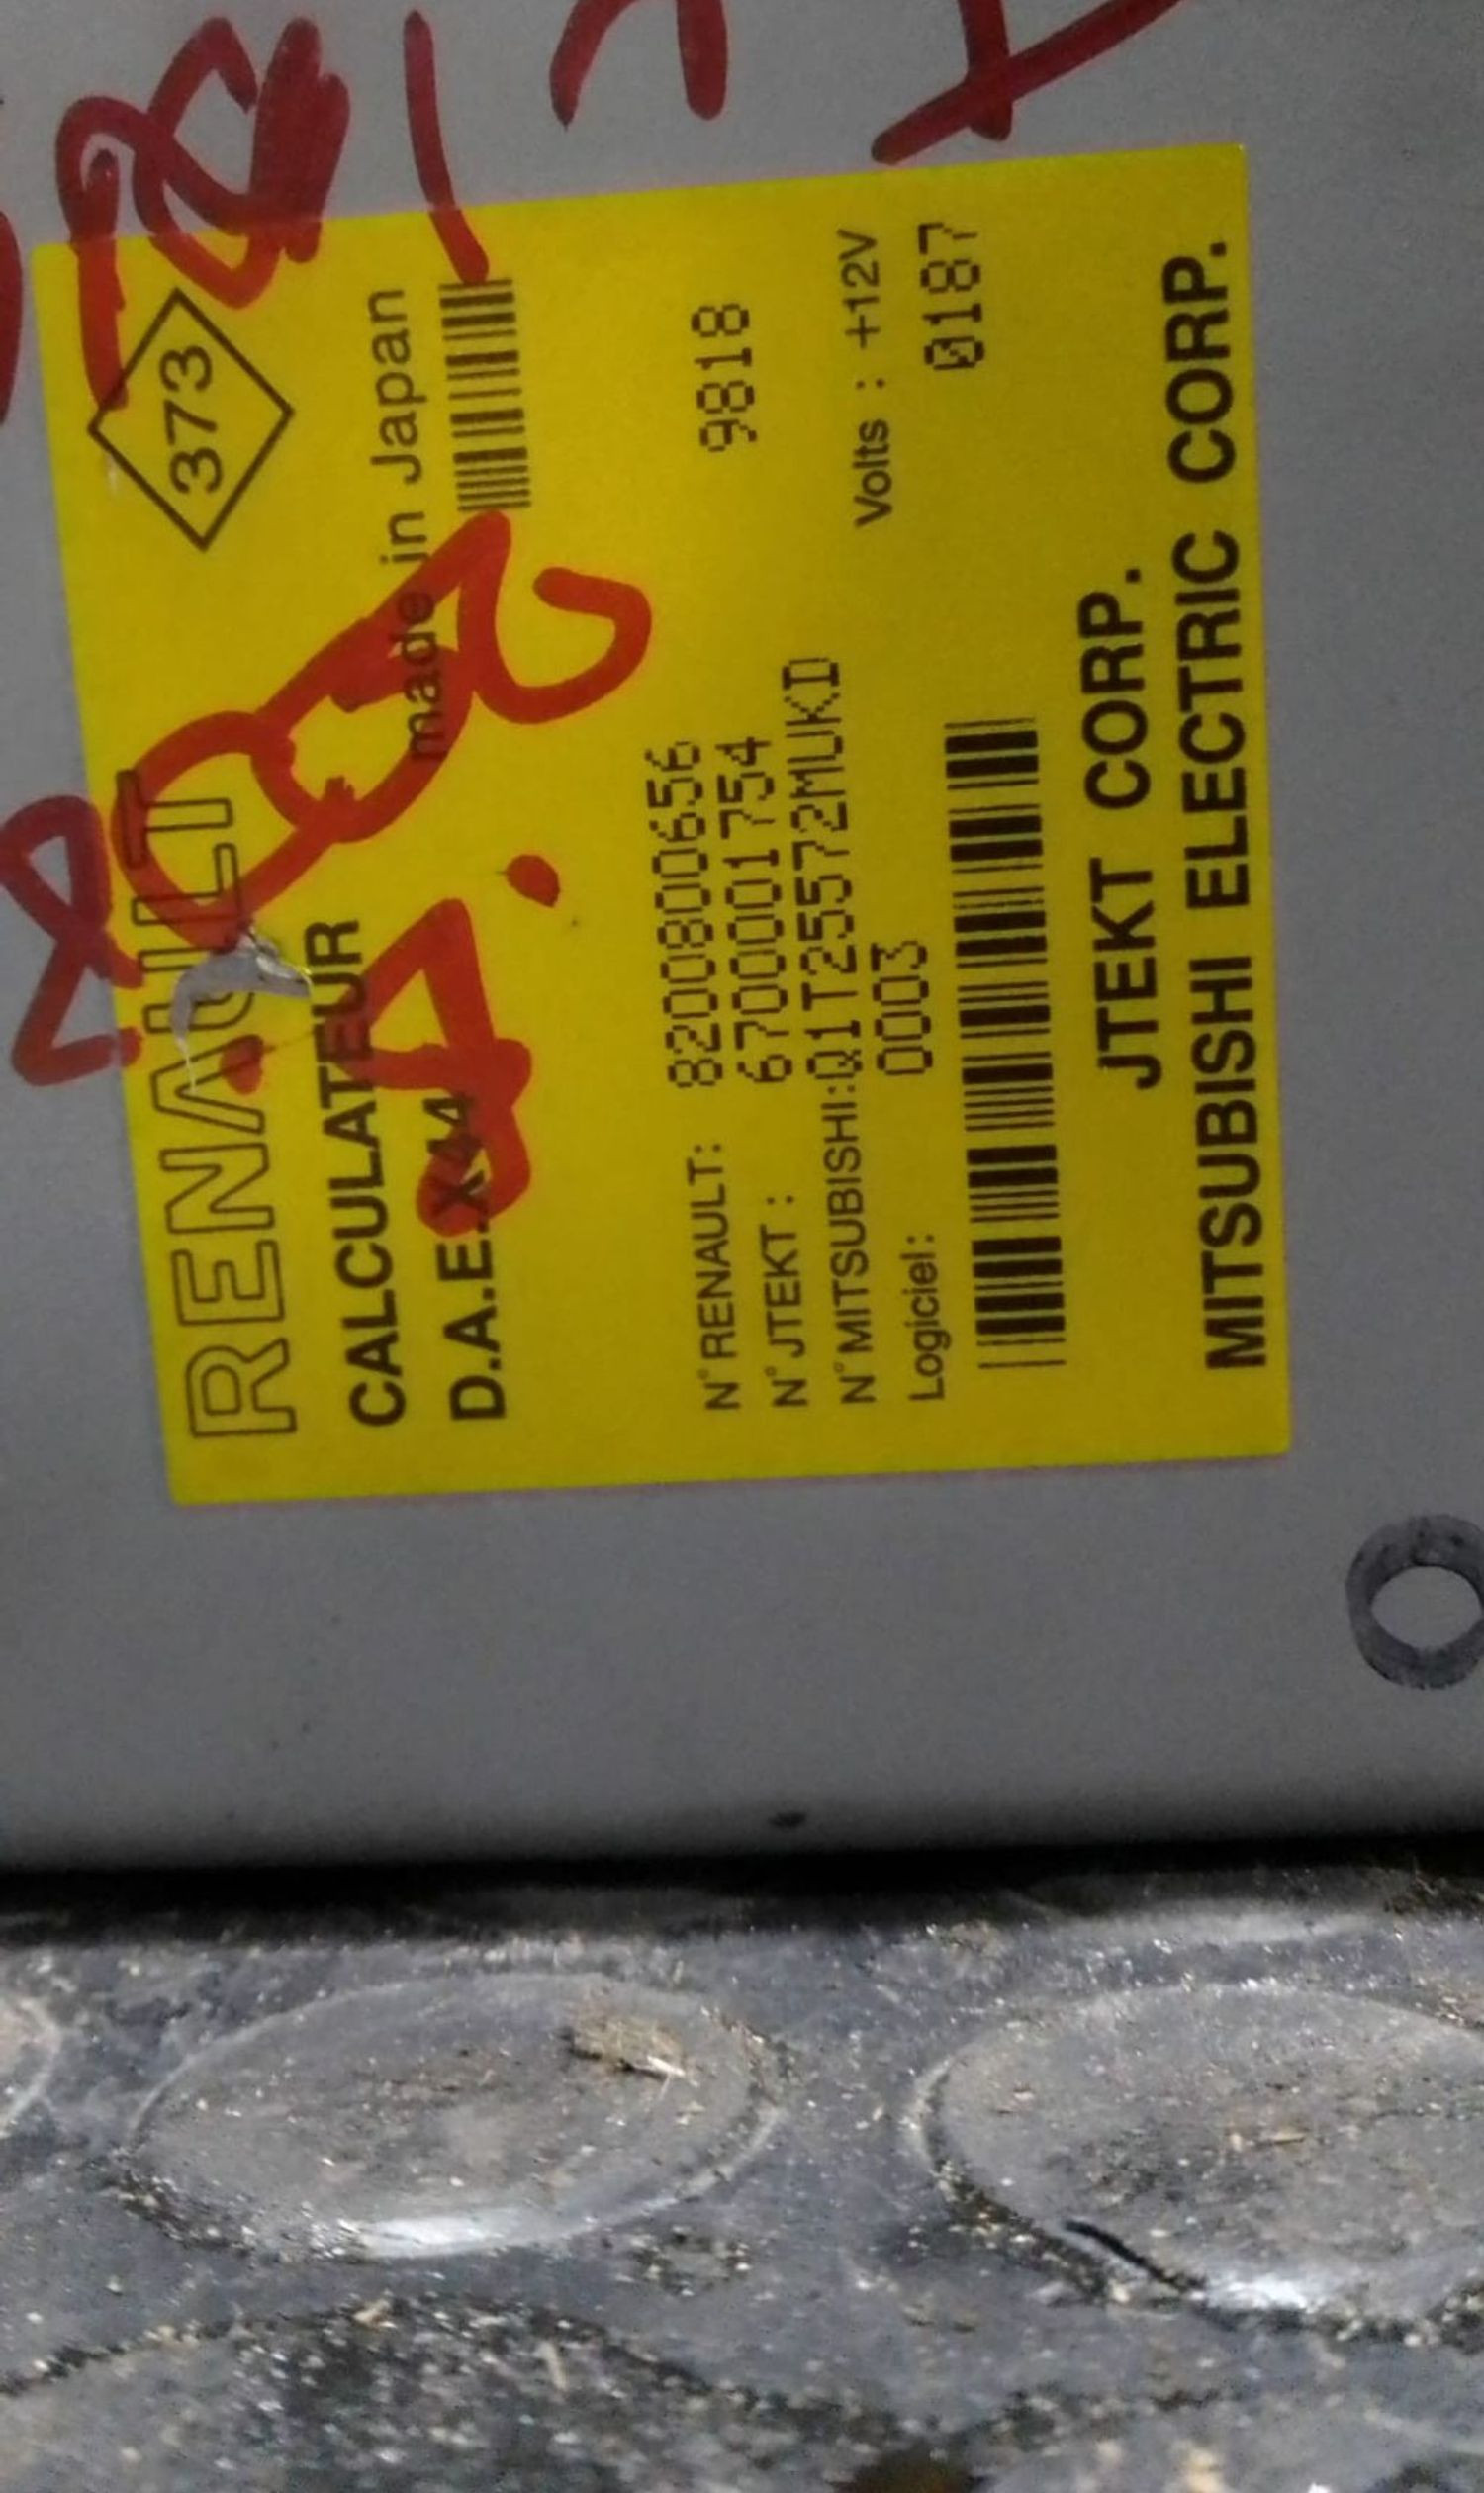 RENAULT
373
CALCULATEUR
made in Japan
D.A.E. X44
N° RENAULT: 8200800656
9818
N° JTEKT : 6700001754
N° MITSUBISHI: Q1T25572MUKD
Volts : +12V
Logiciel: 0003
0187
JTEKT CORP.
MITSUBISHI ELECTRIC CORP.